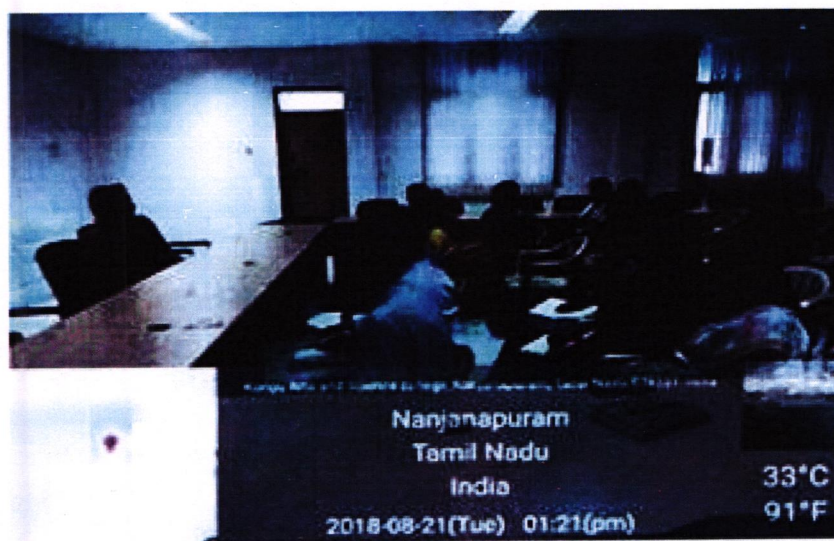 Nanjanapuram
Tamil Nadu
India
33°C
2018-08-21(Tue) 01:21(pm)
91°F